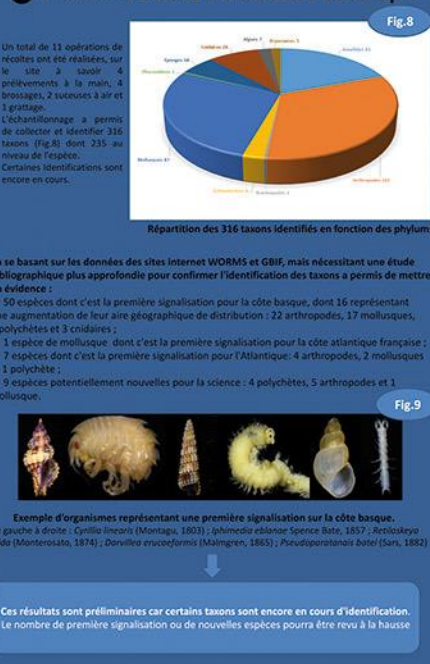 Fig.8
Un total de 11 opérations de
récoltes ont été réalisées, sur
le site à savoir 4
prélèvements à la main, 4
brossages, 2 suceuses à air et
1 grattage.
L'échantillonnage a permis
de collecter et identifier 316
taxons (Fig.8) dont 235 au
niveau de l'espèce.
Certaines identifications sont
encore en cours.
Mollusques 87
Répartition des 316 taxons identifiés en fonction des phylums
se basant sur les données des sites internet WORMS et GBIF, mais nécessitant une étude
bliographique plus approfondie pour confirmer l'identification des taxons a permis de mettre
évidence :
50 espèces dont c'est la première signalisation pour la côte basque, dont 16 représentant
ne augmentation de leur aire géographique de distribution : 22 arthropodes, 17 mollusques,
polychètes et 3 cnidaires ;
1 espèce de mollusque dont c'est la première signalisation pour la côte atlantique française ;
7 espèces dont c'est la première signalisation pour l'Atlantique: 4 arthropodes, 2 mollusques
1 polychète ;
9 espèces potentiellement nouvelles pour la science : 4 polychètes, 5 arthropodes et 1
ollusque.
Fig.9
Exemple d'organismes représentant une première signalisation sur la côte basque.
gauche à droite : Cyrillia linearis (Montagu, 1803) ; Iphimedia eblanae Spence Bate, 1857 ; Retilaskeya
(Monterosato, 1874) ; Dorvillea erucaeformis (Malmgren, 1865) ; Pseudoparatanais batei (Sars, 1882)
Ces résultats sont préliminaires car certains taxons sont encore en cours d'identification.
Le nombre de première signalisation ou de nouvelles espèces pourra être revu à la hausse